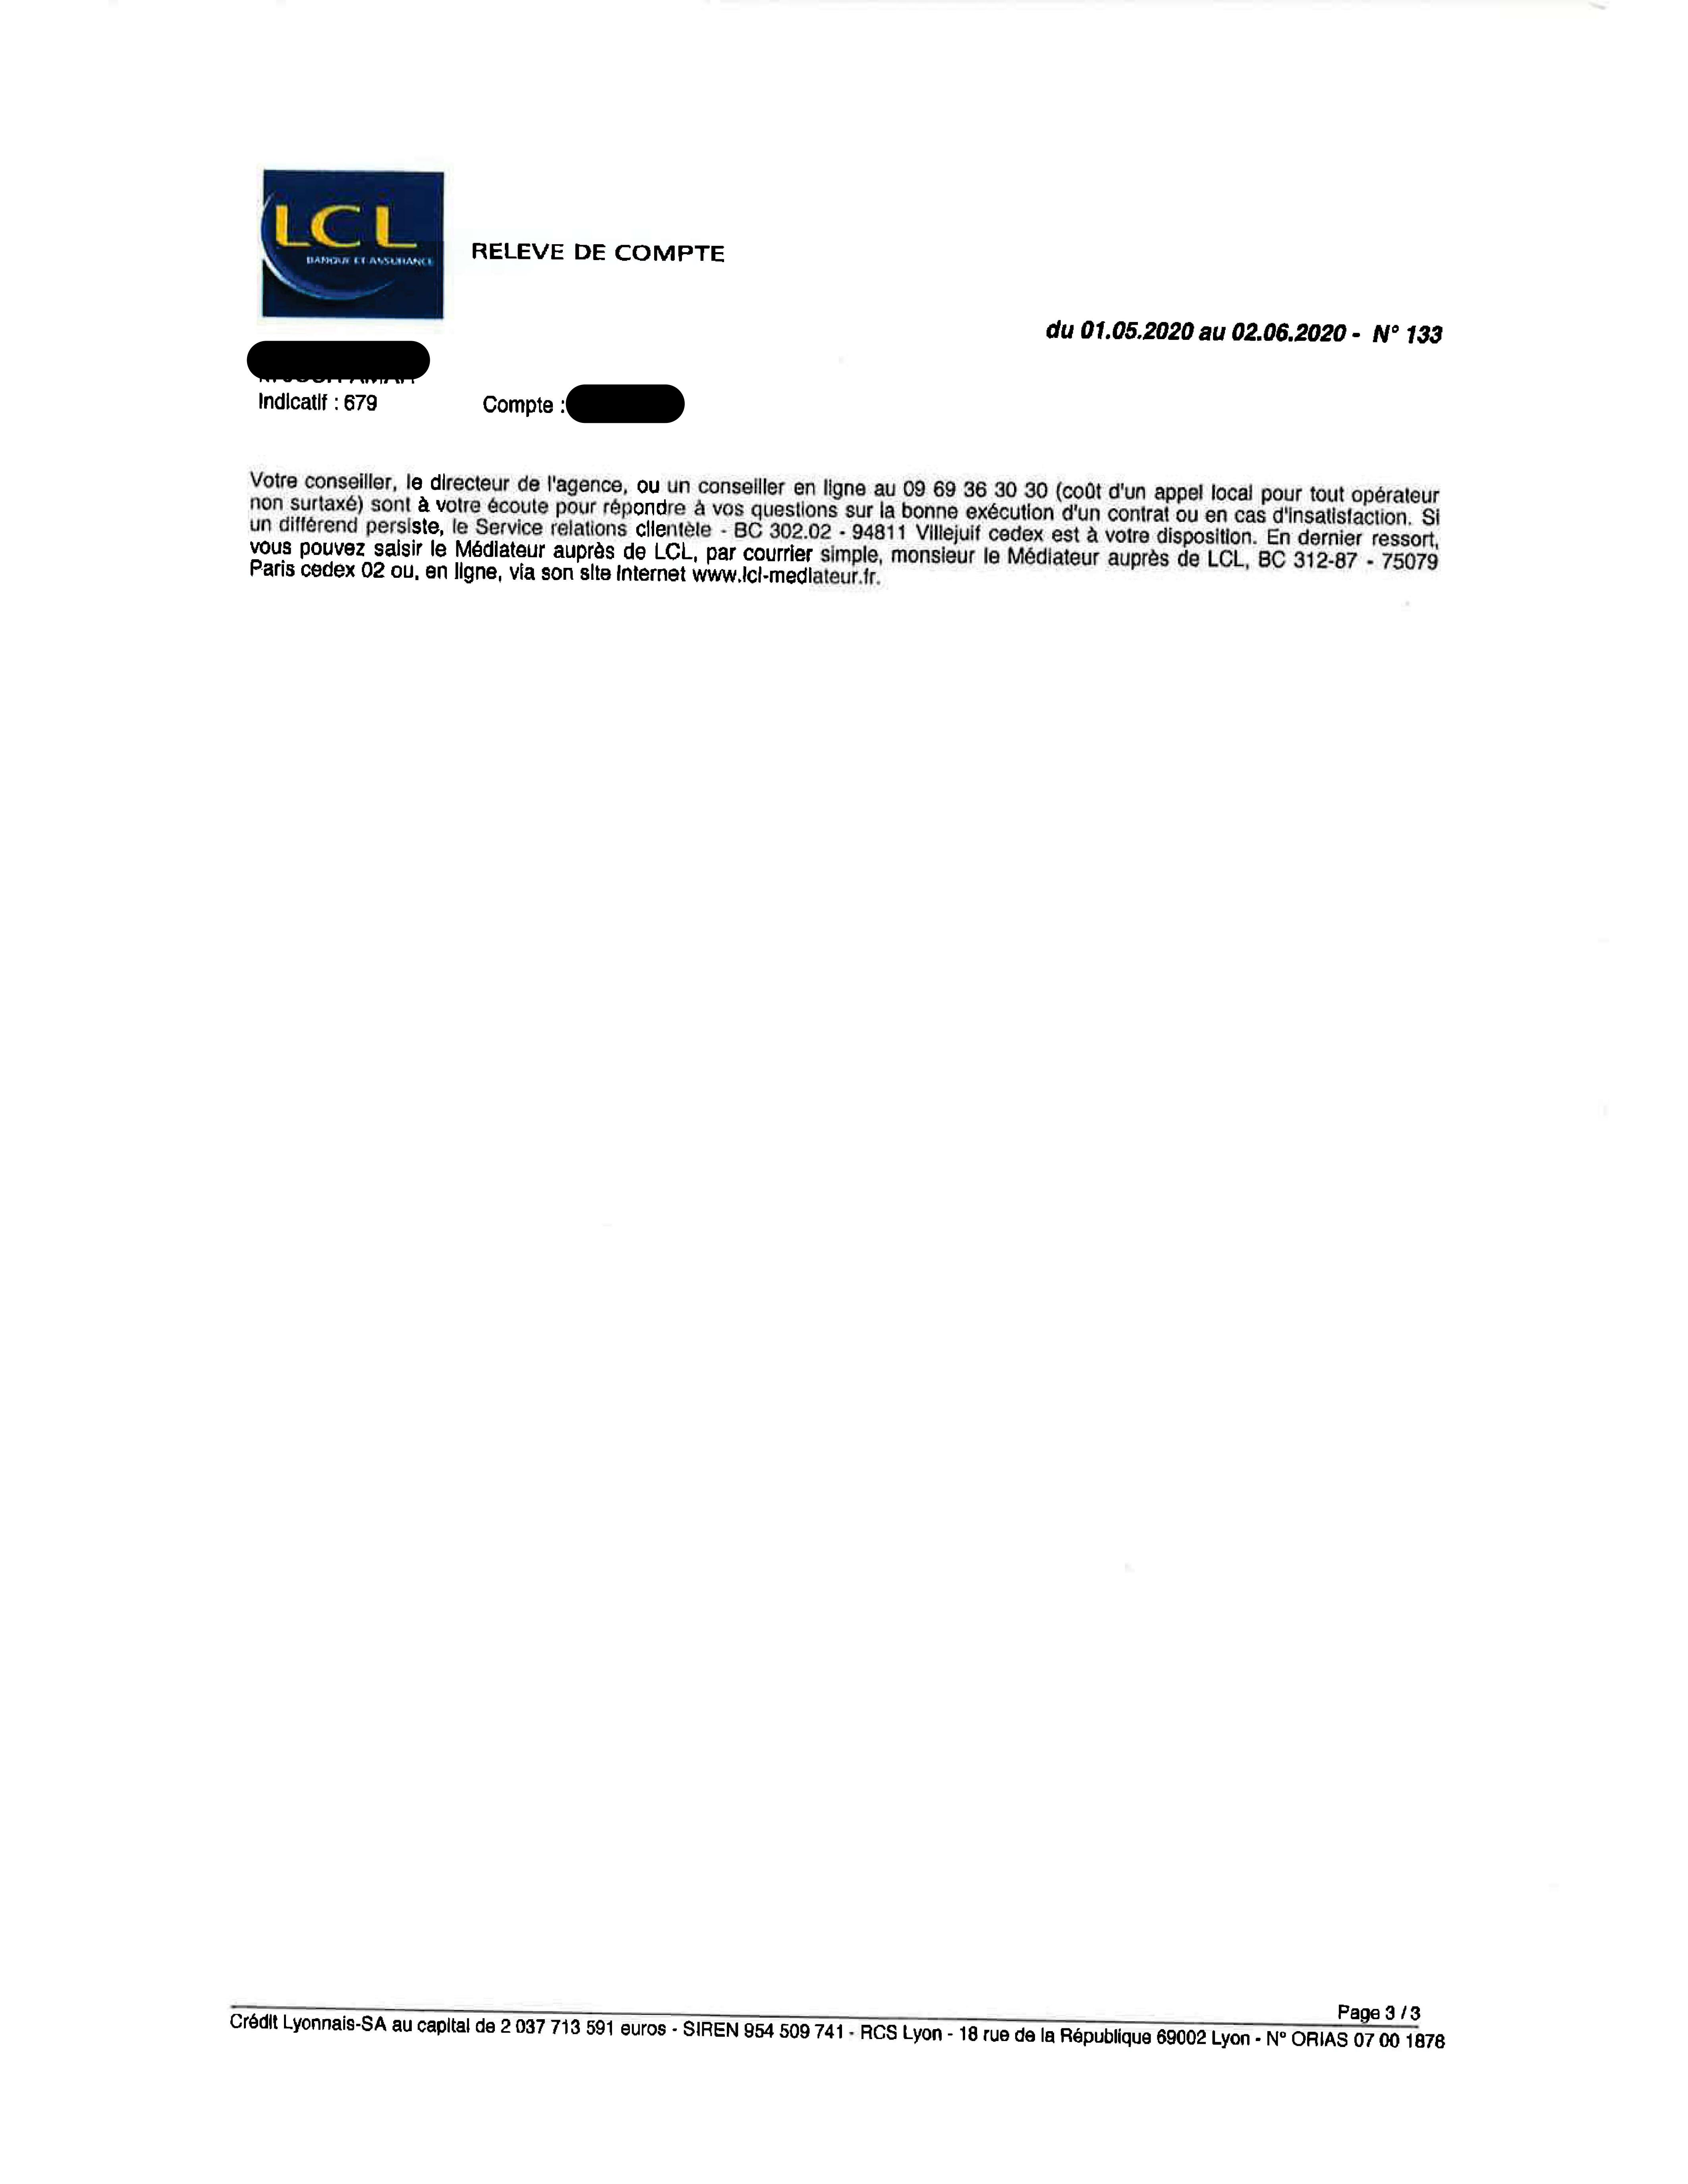 LCL
BANQUE ET ASSURANCE
RELEVE DE COMPTE
du 01.05.2020 au 02.06.2020 - N° 133
Indicatif : 679
Compte :
Votre conseiller, le directeur de l'agence, ou un conseiller en ligne au 09 69 36 30 30 (coût d'un appel local pour tout opérateur
non surtaxé) sont à votre écoute pour répondre à vos questions sur la bonne exécution d'un contrat ou en cas d'insatisfaction. Si
un différend persiste, le Service relations clientèle - BC 302.02 - 94811 Villejuif cedex est à votre disposition. En dernier ressort,
vous pouvez saisir le Médiateur auprès de LCL, par courrier simple, monsieur le Médiateur auprès de LCL, BC 312-87 - 75079
Paris cedex 02 ou, en ligne, via son site Internet www.lcl-mediateur.fr.
Page 3 / 3
Crédit Lyonnais-SA au capital de 2 037 713 591 euros - SIREN 954 509 741 - RCS Lyon - 18 rue de la République 69002 Lyon - N° ORIAS 07 00 1878